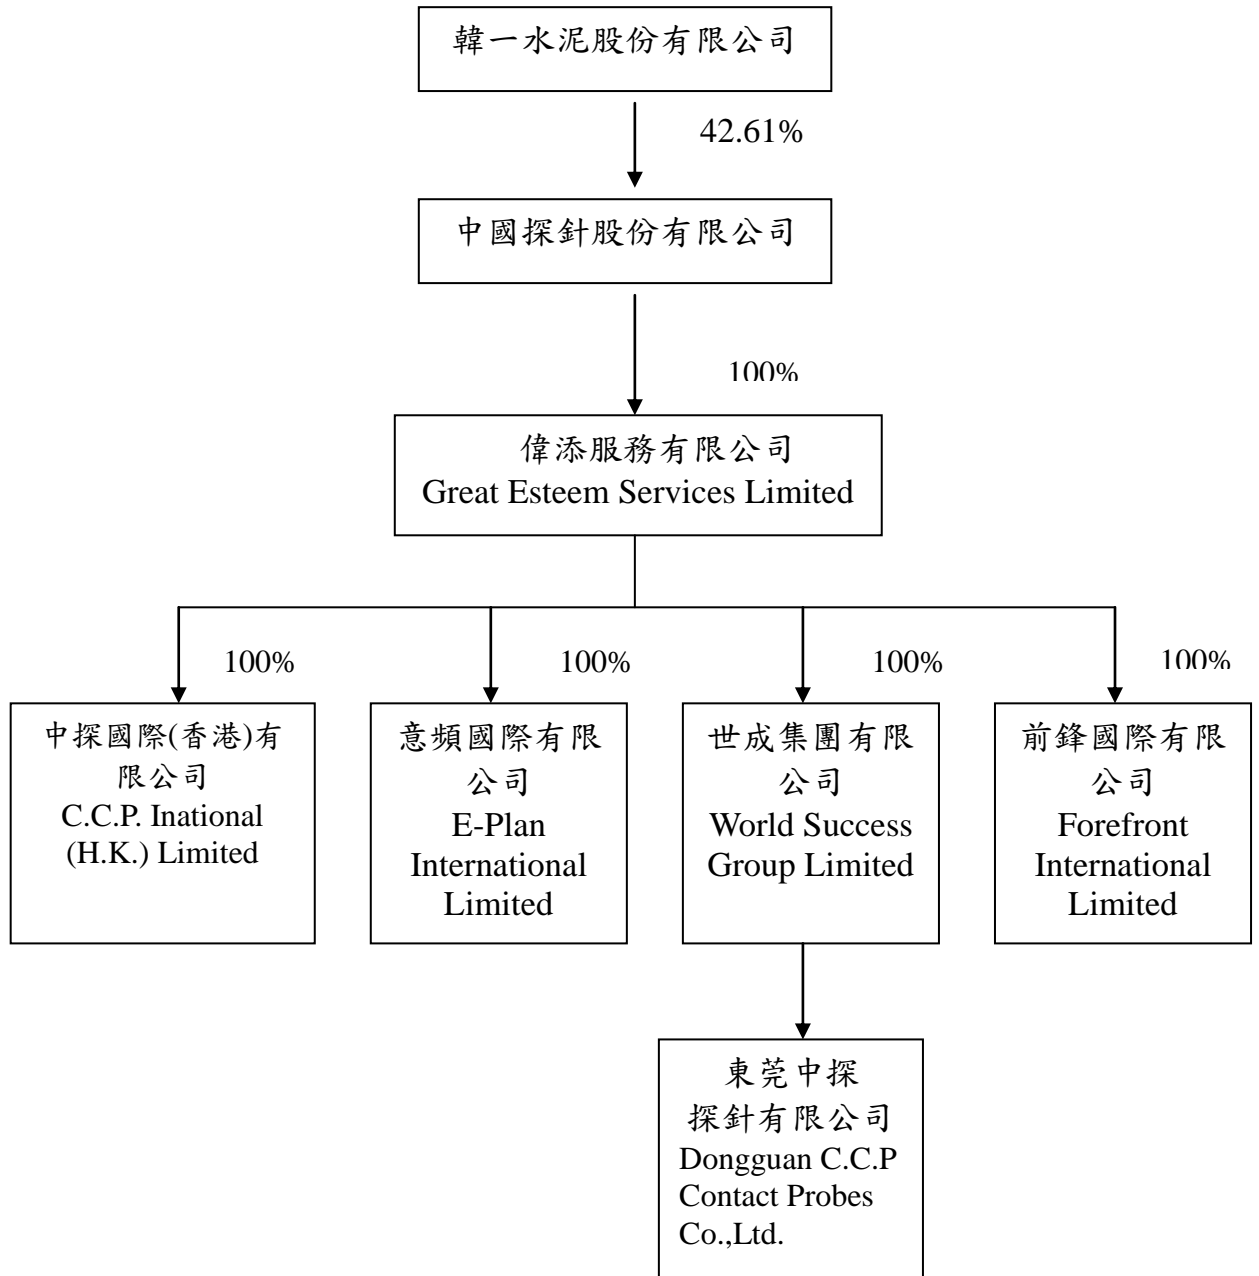 韓一水泥股份有限公司
42.61%
中國探針股份有限公司
100%
偉添服務有限公司
Great Esteem Services Limited
100%
100%
100%
100%
中探國際(香港)有
限公司
C.C.P. Inational
(H.K.) Limited
意頻國際有限
公司
E-Plan
International
Limited
世成集團有限
公司
World Success
Group Limited
前鋒國際有限
公司
Forefront
International
Limited
東莞中探
探針有限公司
Dongguan C.C.P
Contact Probes
Co.,Ltd.